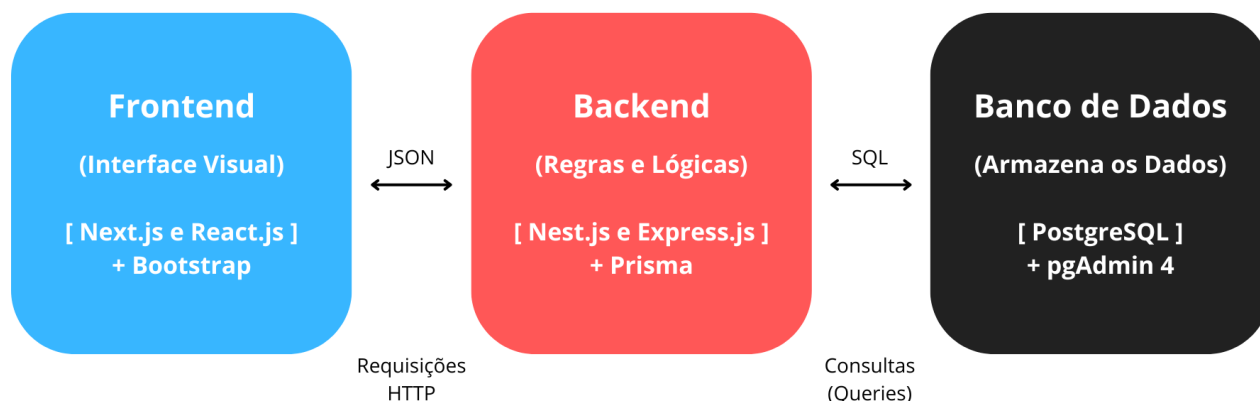 Frontend
(Interface Visual)
[ Next.js e React.js ]
+ Bootstrap
JSON
Requisições
HTTP
Backend
(Regras e Lógicas)
[ Nest.js e Express.js ]
+ Prisma
SQL
Consultas
(Queries)
Banco de Dados
(Armazena os Dados)
[ PostgreSQL ]
+ pgAdmin 4